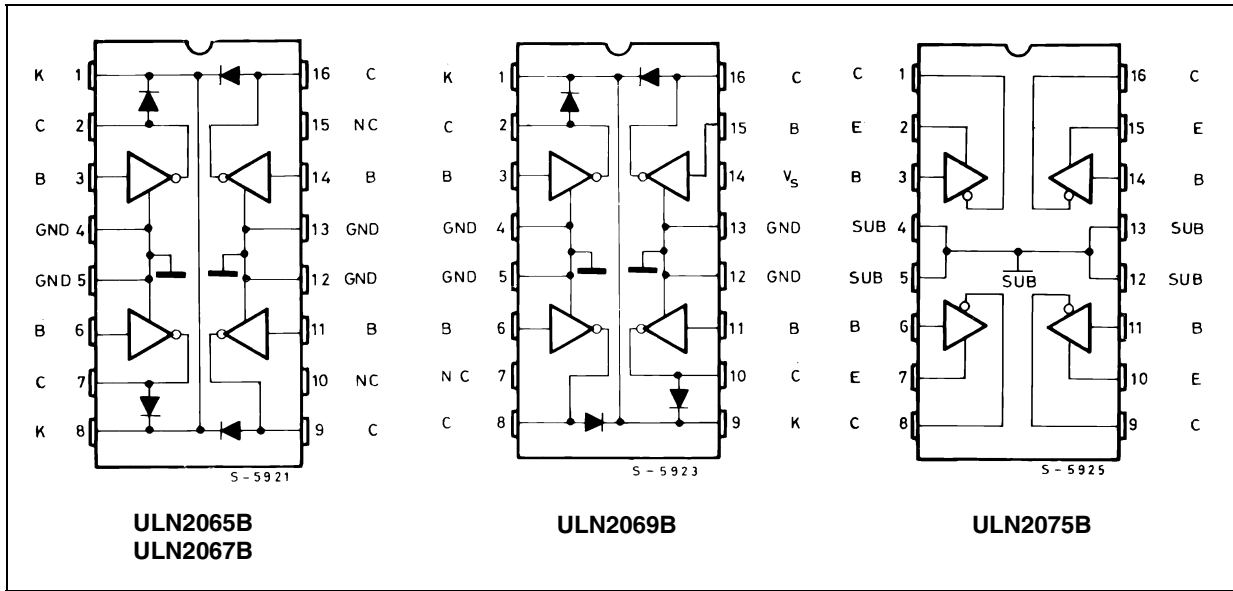 K 1 16 C K 1 16 C C 1 16 C
C 2 15 NC C 2 15 B E 2 15 E
B 3 14 B B 3 14 Vs B 3 14 B
GND 4 13 GND GND 4 13 GND SUB 4 13 SUB
GND 5 12 GND GND 5 12 GND SUB 5 SUB 12 SUB
B 6 11 B B 6 11 B B 6 11 B
C 7 10 NC NC 7 10 C E 7 10 E
K 8 9 C C 8 9 K C 8 9 C
S-5921 S-5923 S-5925
ULN2065B ULN2069B ULN2075B
ULN2067B